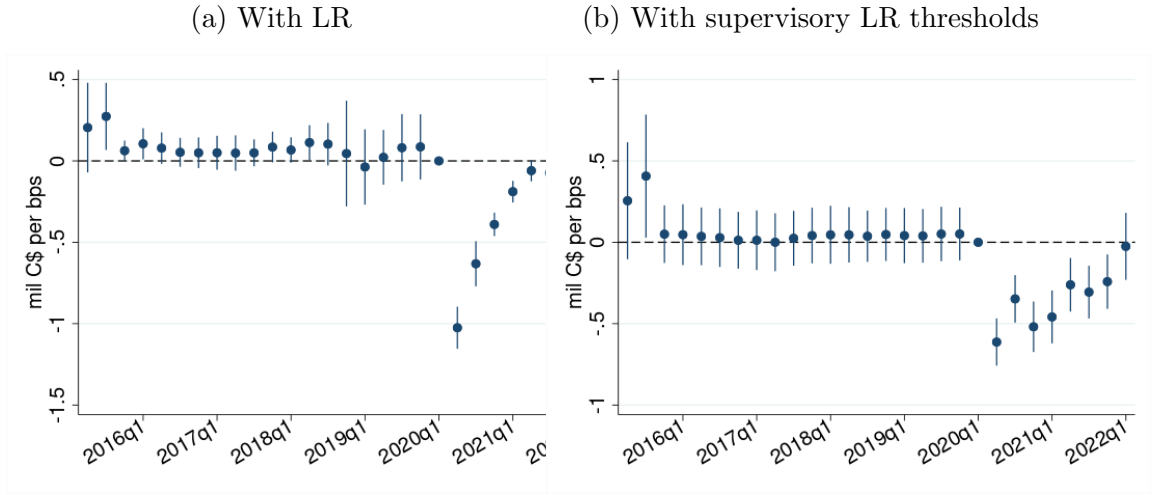 (a) With LR
(b) With supervisory LR thresholds
mil C$ per bps
.5
0
-.5
-1
-1.5
2016q1
2017q1
2018q1
2019q1
2020q1
2021q1
20
mil C$ per bps
1
.5
0
-.5
-1
2016q1
2017q1
2018q1
2019q1
2020q1
2021q1
2022q1